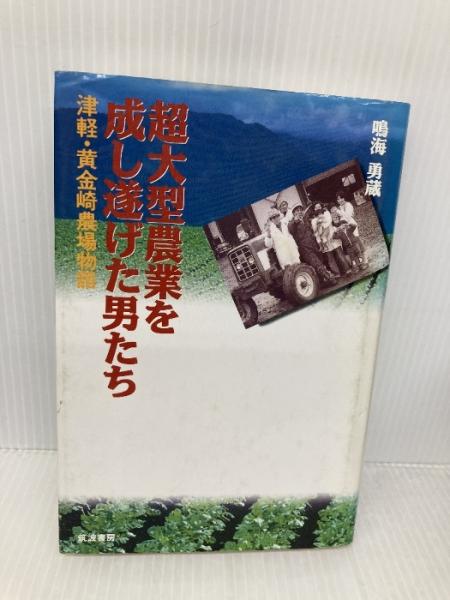 超大型農業を
成し遂げた男たち
津軽・黄金崎農場物語
鳴海 勇蔵
筑波書房